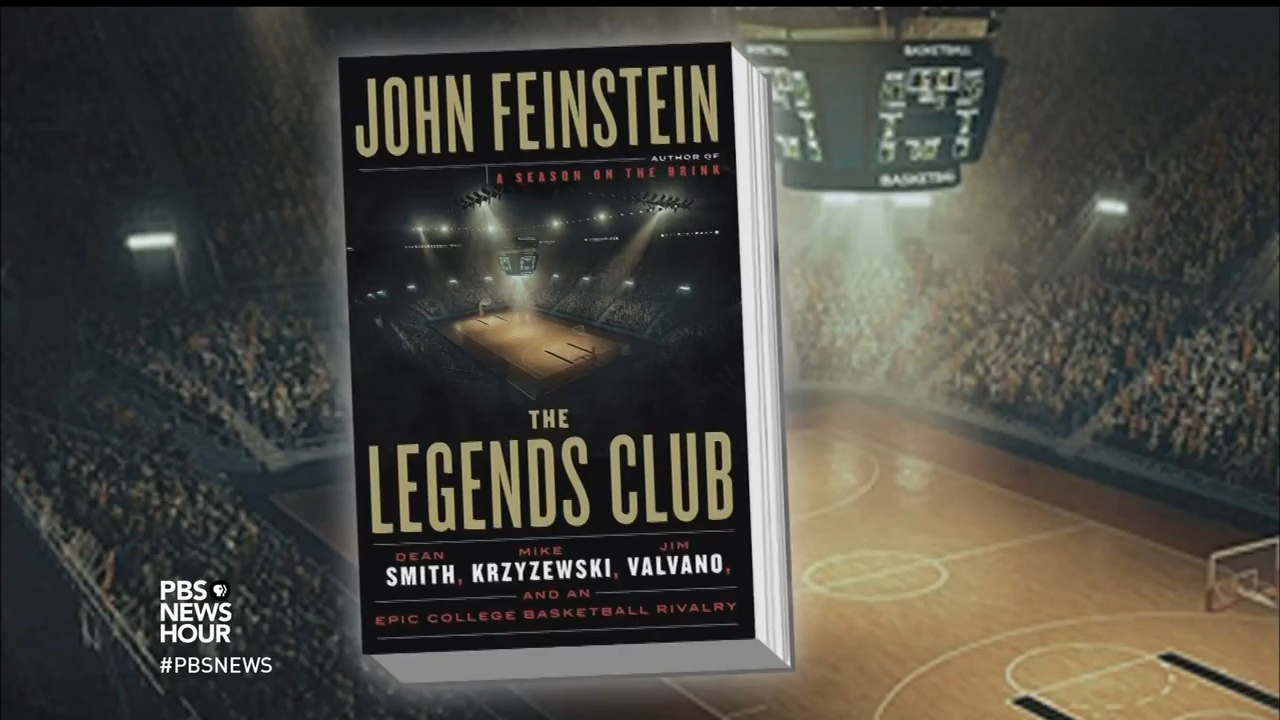 JOHN FEINSTEIN
AUTHOR OF
A SEASON ON THE BRINK
THE
LEGENDS CLUB
DEAN MIKE JIM
SMITH, KRZYZEWSKI, VALVANO,
AND AN
EPIC COLLEGE BASKETBALL RIVALRY
BASKETBALL
BASKETING
PBS
NEWS
HOUR
#PBSNEWS